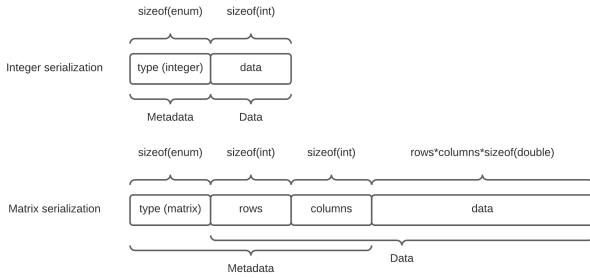 sizeof(enum) sizeof(int)
Integer serialization type (integer) data
Metadata Data
sizeof(enum) sizeof(int) sizeof(int) rows*columns*sizeof(double)
Matrix serialization type (matrix) rows columns data
Data
Metadata